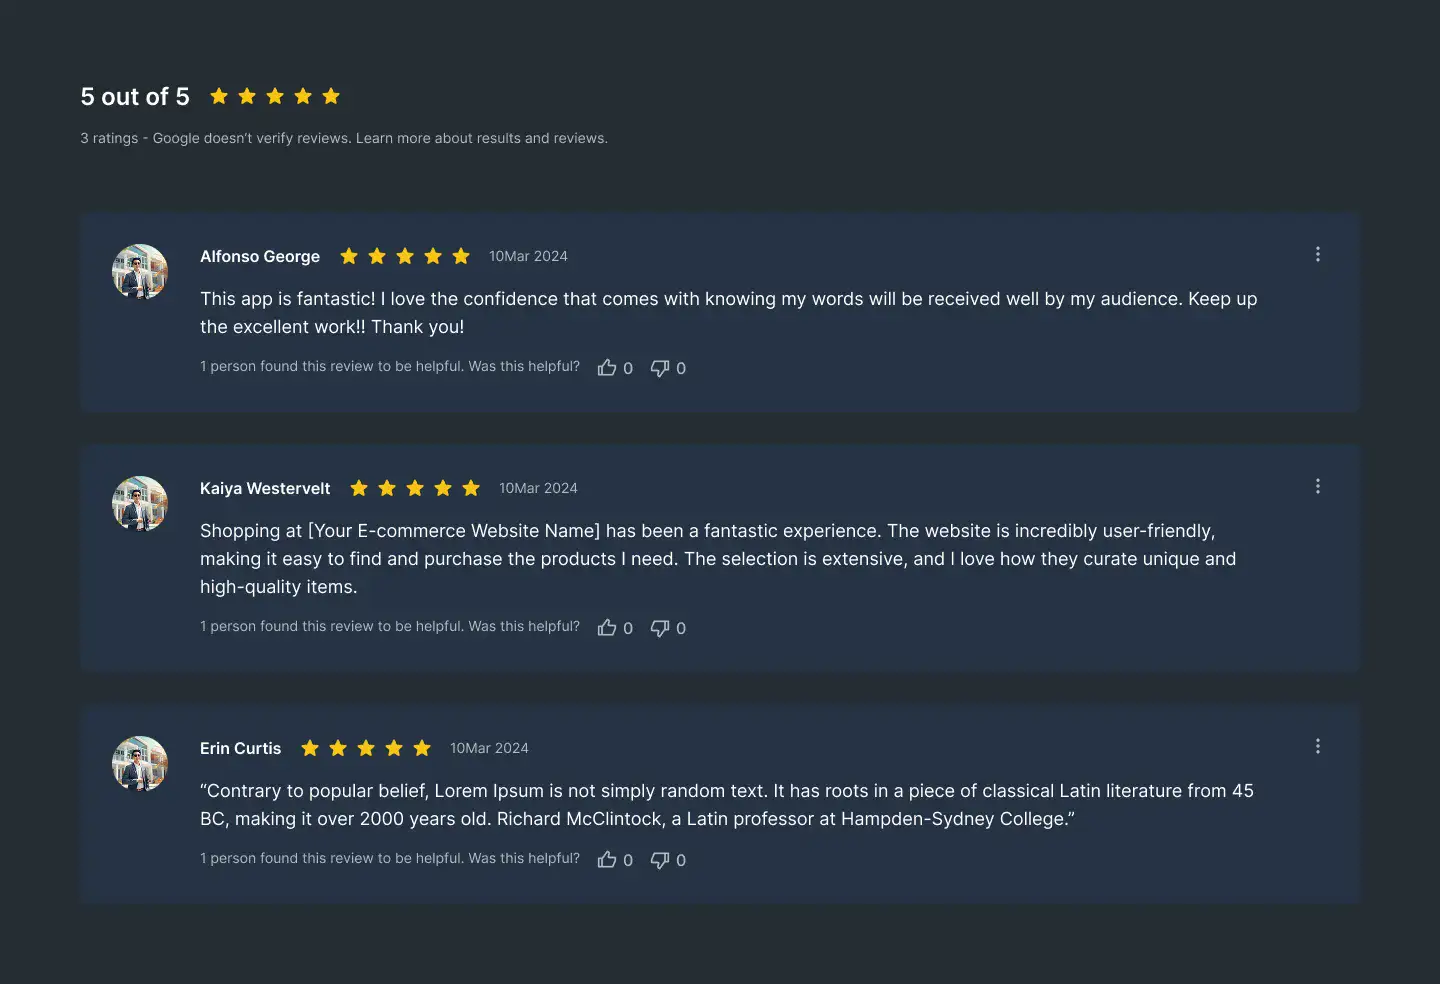 5 out of 5
3 ratings - Google doesn’t verify reviews. Learn more about results and reviews.
Alfonso George 10Mar 2024
This app is fantastic! I love the confidence that comes with knowing my words will be received well by my audience. Keep up
the excellent work!! Thank you!
1 person found this review to be helpful. Was this helpful? 0 0
Kaiya Westervelt 10Mar 2024
Shopping at [Your E-commerce Website Name] has been a fantastic experience. The website is incredibly user-friendly,
making it easy to find and purchase the products I need. The selection is extensive, and I love how they curate unique and
high-quality items.
1 person found this review to be helpful. Was this helpful? 0 0
Erin Curtis 10Mar 2024
“Contrary to popular belief, Lorem Ipsum is not simply random text. It has roots in a piece of classical Latin literature from 45
BC, making it over 2000 years old. Richard McClintock, a Latin professor at Hampden-Sydney College.”
1 person found this review to be helpful. Was this helpful? 0 0